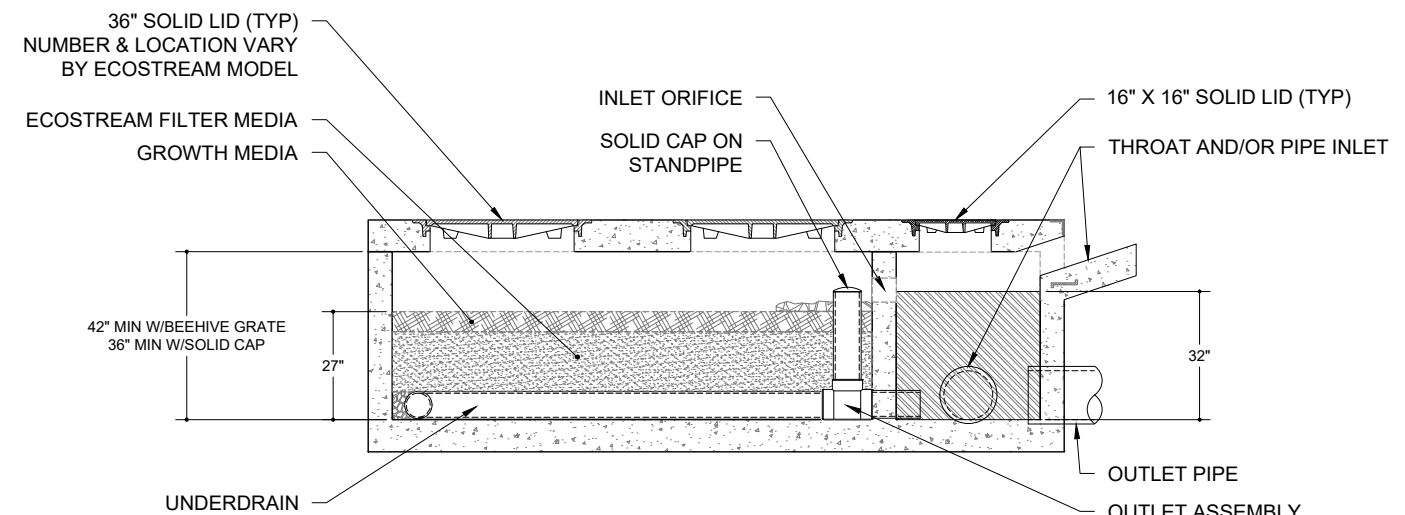 36" SOLID LID (TYP)
NUMBER & LOCATION VARY
BY ECOSTREAM MODEL
ECOSTREAM FILTER MEDIA
GROWTH MEDIA
INLET ORIFICE
SOLID CAP ON
STANDPIPE
16" X 16" SOLID LID (TYP)
THROAT AND/OR PIPE INLET
42" MIN W/BEEHIVE GRATE
36" MIN W/SOLID CAP
27"
32"
UNDERDRAIN
OUTLET PIPE
OUTLET ASSEMBLY